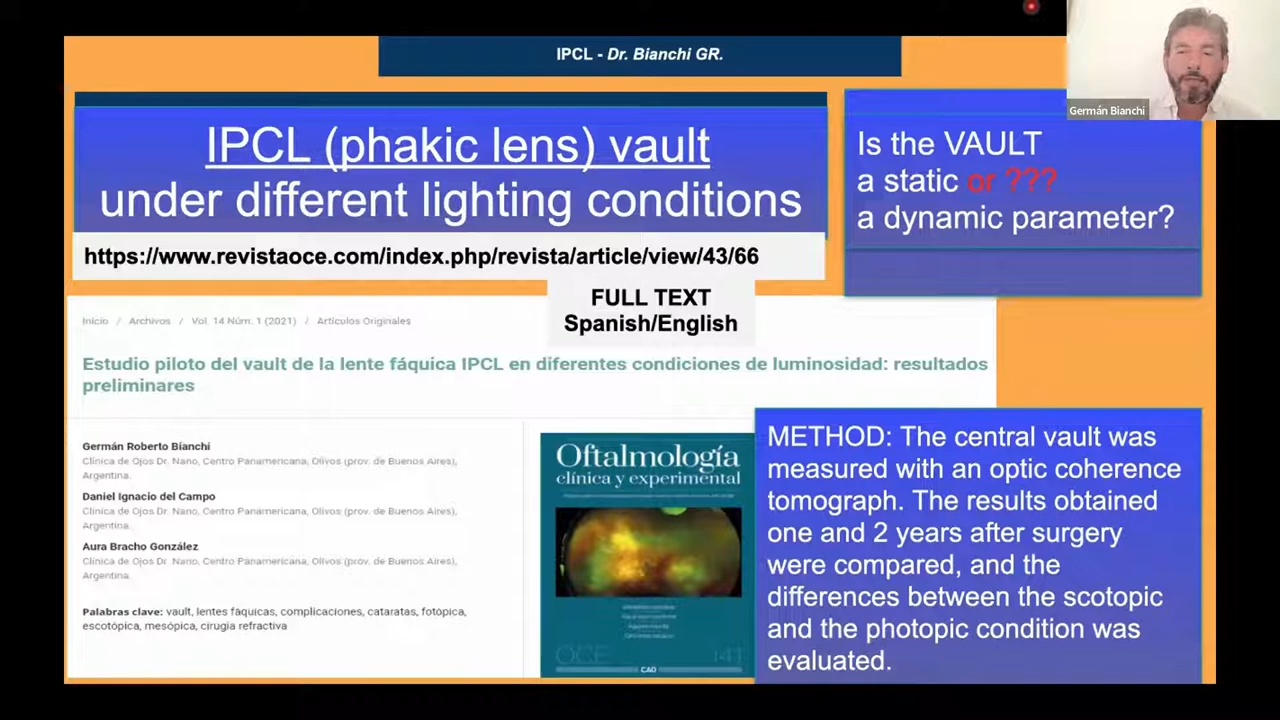 IPCL - Dr. Bianchi GR.
Germán Bianchi
IPCL (phakic lens) vault
under different lighting conditions
https://www.revistaoce.com/index.php/revista/article/view/43/66
Is the VAULT
a static or ???
a dynamic parameter?
FULL TEXT
Spanish/English
Inicio / Archivos / Vol. 14 Núm. 1 (2021) / Artículos Originales
Estudio piloto del vault de la lente fáquica IPCL en diferentes condiciones de luminosidad: resultados
preliminares
Germán Roberto Bianchi
Clínica de Ojos Dr. Nano, Centro Panamericana, Olivos (prov. de Buenos Aires),
Argentina.
Daniel Ignacio del Campo
Clínica de Ojos Dr. Nano, Centro Panamericana, Olivos (prov. de Buenos Aires),
Argentina.
Aura Bracho González
Clínica de Ojos Dr. Nano, Centro Panamericana, Olivos (prov. de Buenos Aires),
Argentina.
Palabras clave: vault, lentes fáquicas, complicaciones, cataratas, fotópica,
escotópica, mesópica, cirugía refractiva
Oftalmología
clínica y experimental
OCE
CAO
METHOD: The central vault was
measured with an optic coherence
tomograph. The results obtained
one and 2 years after surgery
were compared, and the
differences between the scotopic
and the photopic condition was
evaluated.